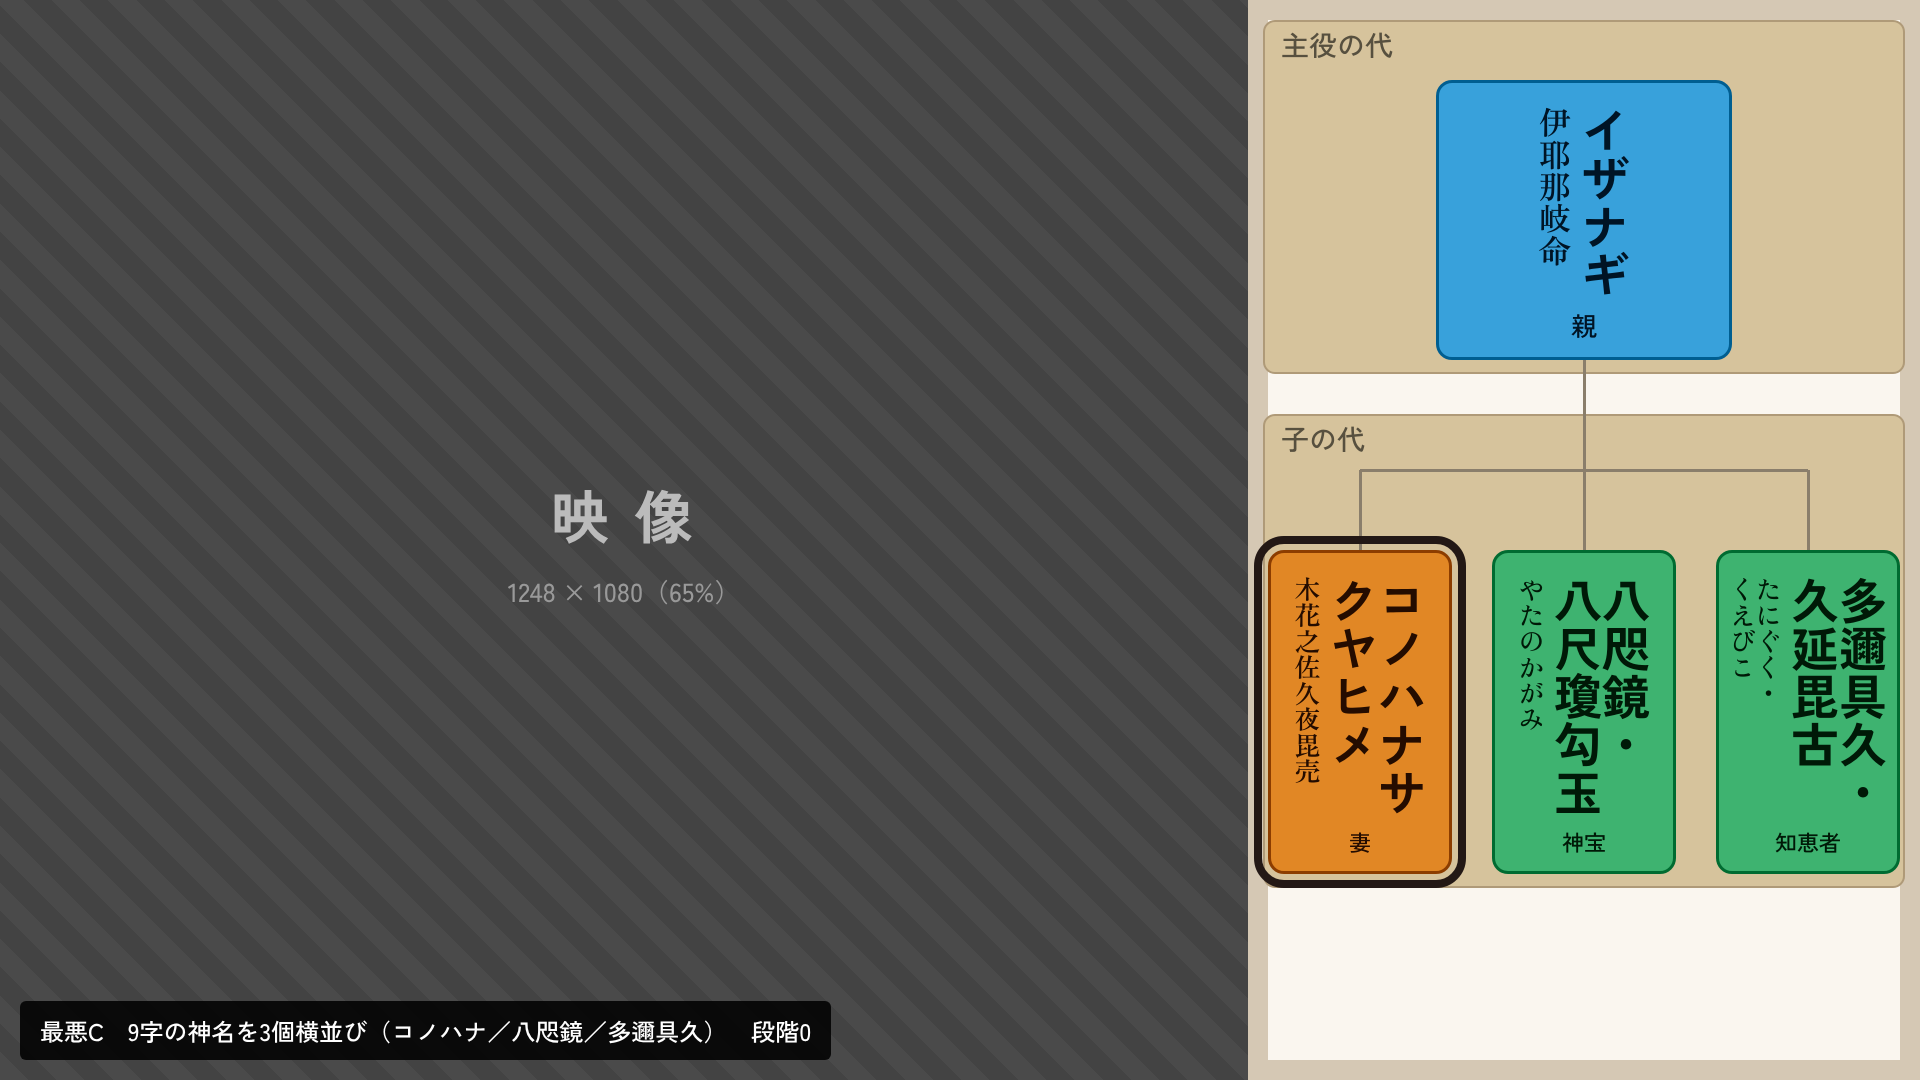 映像
1248 × 1080（65%）
最悪C　9字の神名を3個横並び（コノハナ／八咫鏡／多邇具久）　段階0
主役の代
イザナギ
伊耶那岐命
親
子の代
コノハナサ
クヤヒメ
木花之佐久夜毘売
妻
八咫鏡・
八尺瓊勾玉
やたのかがみ
神宝
多邇具久・
久延毘古
たにぐく・
くえびこ
知恵者